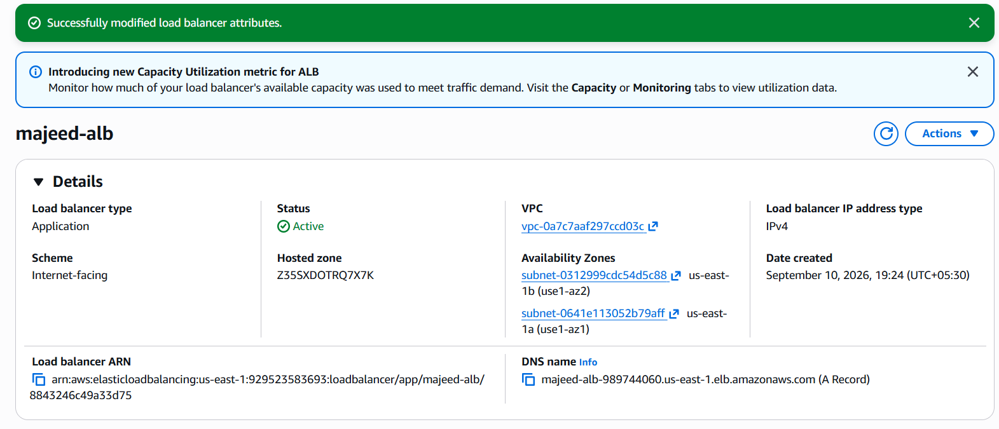 Successfully modified load balancer attributes.
Introducing new Capacity Utilization metric for ALB
Monitor how much of your load balancer's available capacity was used to meet traffic demand. Visit the Capacity or Monitoring tabs to view utilization data.
majeed-alb
Actions
Details
Load balancer type
Application
Status
Active
VPC
vpc-0a7c7aaf297ccd03c
Load balancer IP address type
IPv4
Scheme
Internet-facing
Hosted zone
Z35SXDOTRQ7X7K
Availability Zones
subnet-0312999cdc54d5c88 us-east-
1b (use1-az2)
subnet-0641e113052b79aff us-east-
1a (use1-az1)
Date created
September 10, 2026, 19:24 (UTC+05:30)
Load balancer ARN
arn:aws:elasticloadbalancing:us-east-1:929523583693:loadbalancer/app/majeed-alb/
8843246c49a33d75
DNS name Info
majeed-alb-989744060.us-east-1.elb.amazonaws.com (A Record)